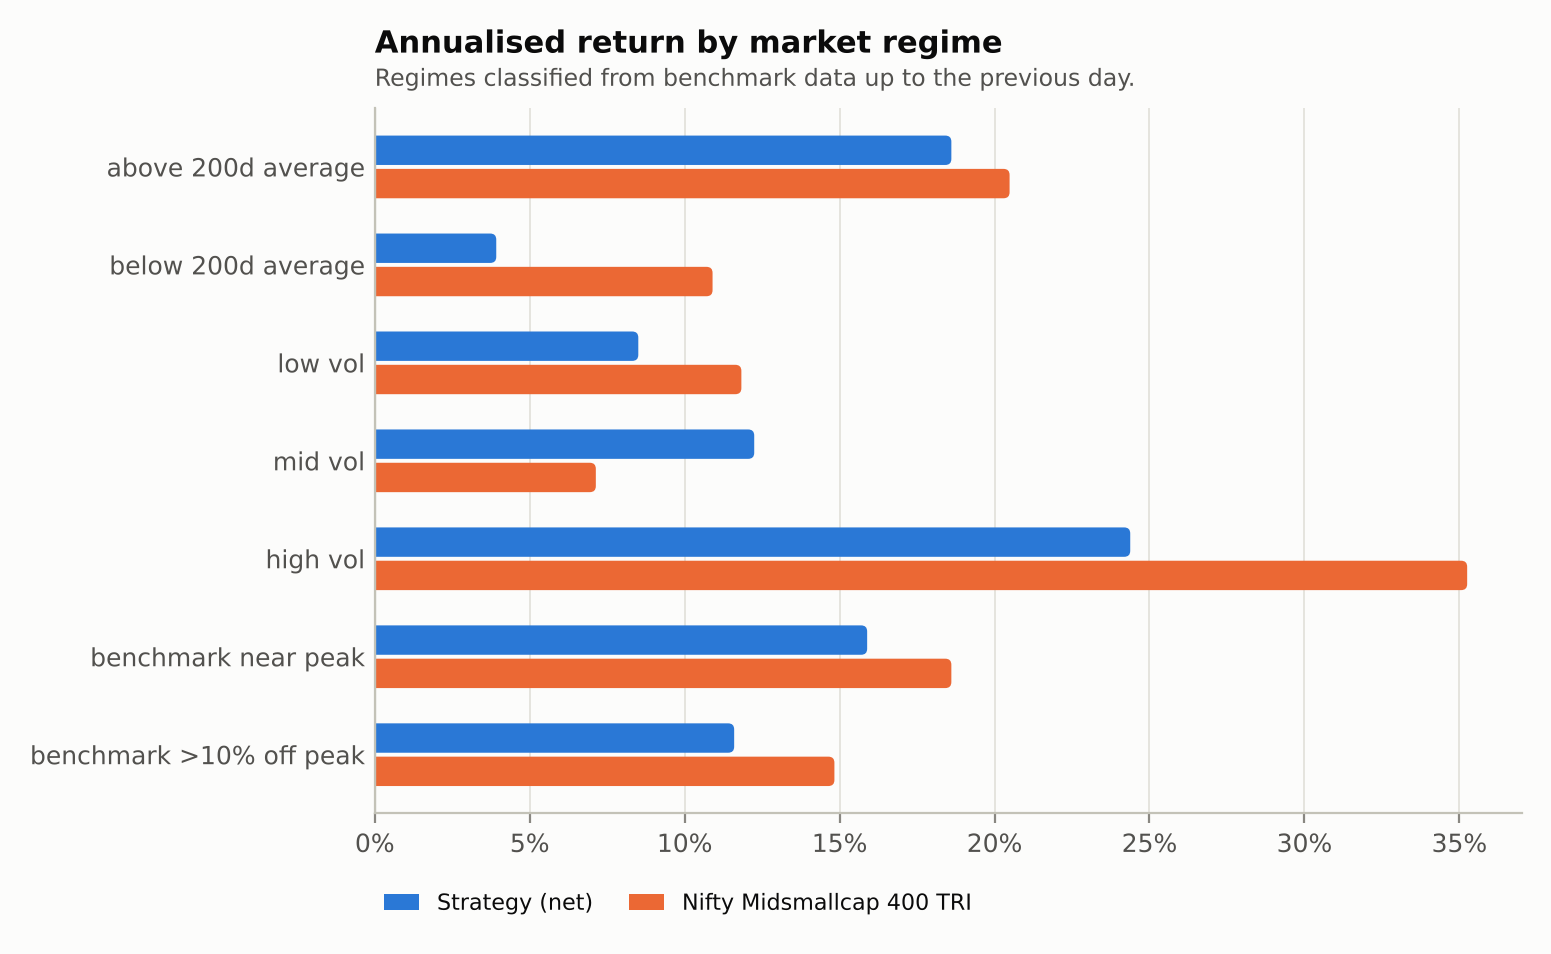 Annualised return by market regime
Regimes classified from benchmark data up to the previous day.
above 200d average
below 200d average
low vol
mid vol
high vol
benchmark near peak
benchmark >10% off peak
0% 5% 10% 15% 20% 25% 30% 35%
Strategy (net) Nifty Midsmallcap 400 TRI